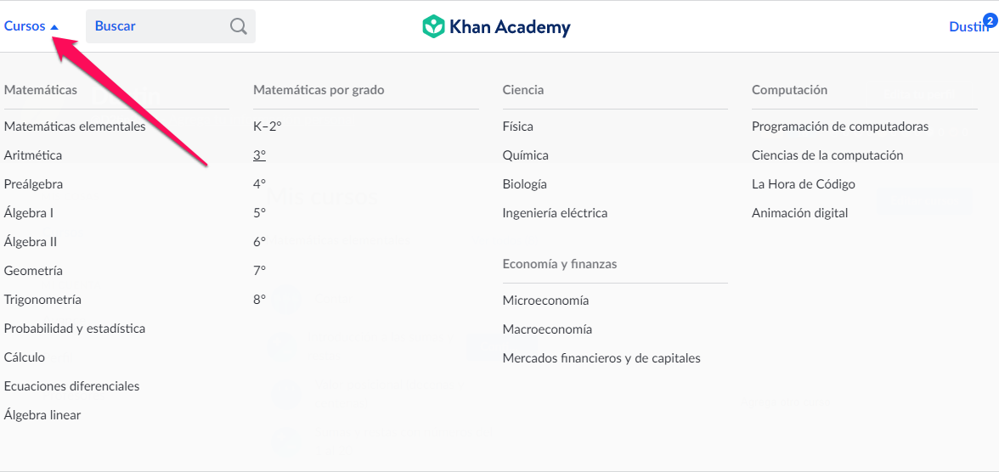 Cursos
Buscar
Khan Academy
Dustin
2
Matemáticas
Matemáticas elementales
Aritmética
Preálgebra
Álgebra I
Álgebra II
Geometría
Trigonometría
Probabilidad y estadística
Cálculo
Ecuaciones diferenciales
Álgebra linear
Matemáticas por grado
K–2°
3°
4°
5°
6°
7°
8°
Ciencia
Física
Química
Biología
Ingeniería eléctrica
Economía y finanzas
Microeconomía
Macroeconomía
Mercados financieros y de capitales
Computación
Programación de computadoras
Ciencias de la computación
La Hora de Código
Animación digital
Mis cursos